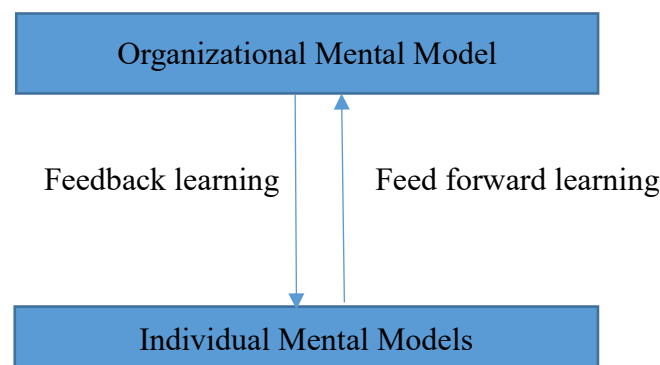 Organizational Mental Model
Feedback learning
Feed forward learning
Individual Mental Models